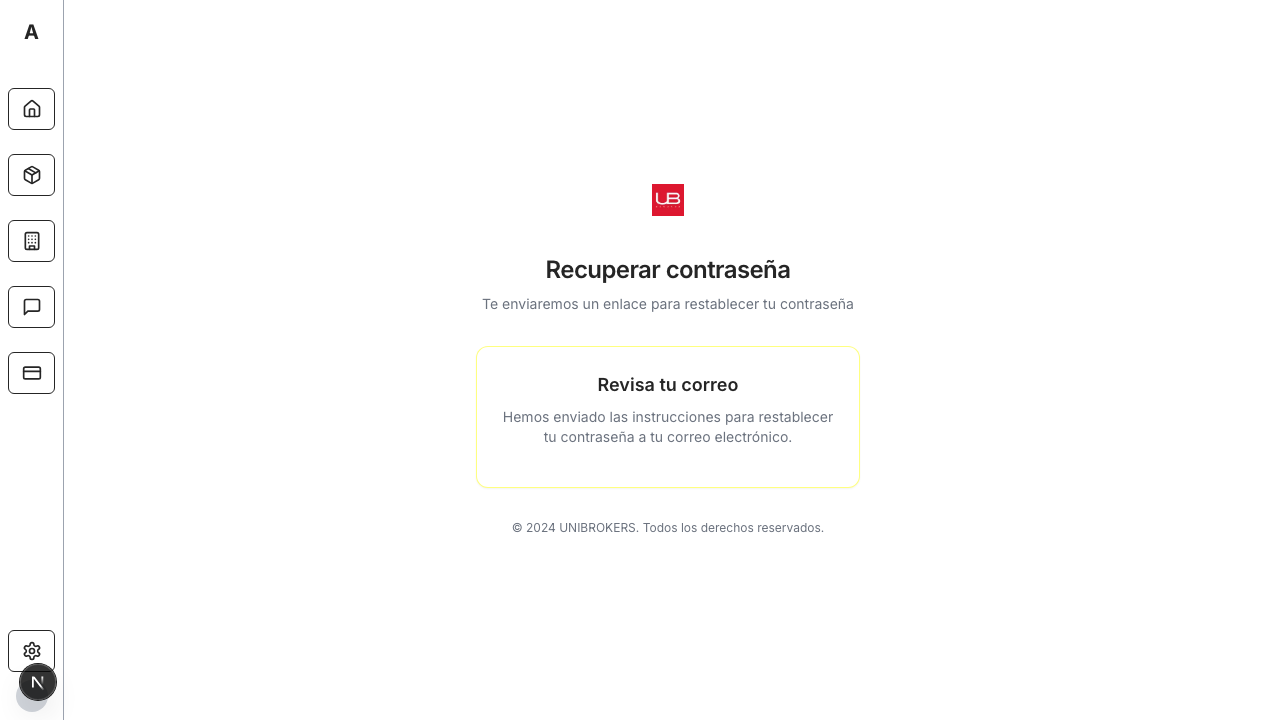 A
UB
Recuperar contraseña
Te enviaremos un enlace para restablecer tu contraseña
Revisa tu correo
Hemos enviado las instrucciones para restablecer
tu contraseña a tu correo electrónico.
© 2024 UNIBROKERS. Todos los derechos reservados.
N